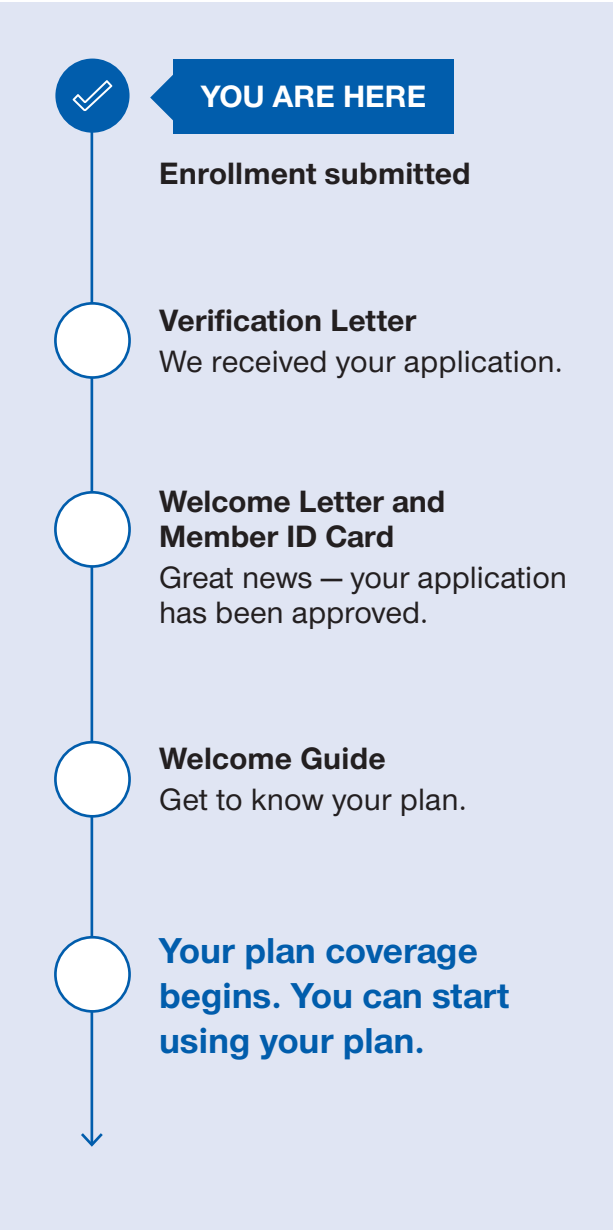 YOU ARE HERE
Enrollment submitted
Verification Letter
We received your application.
Welcome Letter and
Member ID Card
Great news — your application
has been approved.
Welcome Guide
Get to know your plan.
Your plan coverage
begins. You can start
using your plan.